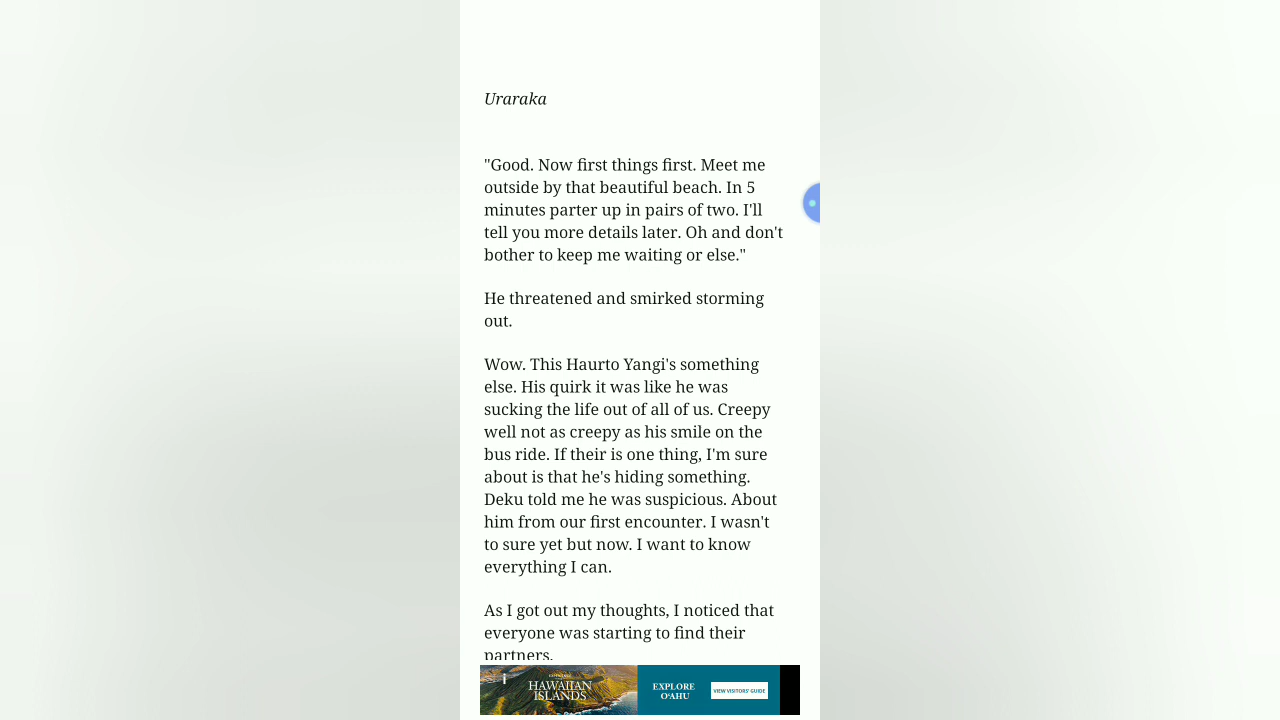 Uraraka
"Good. Now first things first. Meet me
outside by that beautiful beach. In 5
minutes parter up in pairs of two. I'll
tell you more details later. Oh and don't
bother to keep me waiting or else."
He threatened and smirked storming
out.
Wow. This Haurto Yangi's something
else. His quirk it was like he was
sucking the life out of all of us. Creepy
well not as creepy as his smile on the
bus ride. If their is one thing, I'm sure
about is that he's hiding something.
Deku told me he was suspicious. About
him from our first encounter. I wasn't
to sure yet but now. I want to know
everything I can.
As I got out my thoughts, I noticed that
everyone was starting to find their
partners.
HAWAIIAN
ISLANDS
EXPLORE
O'AHU
VIEW VISITORS' GUIDE